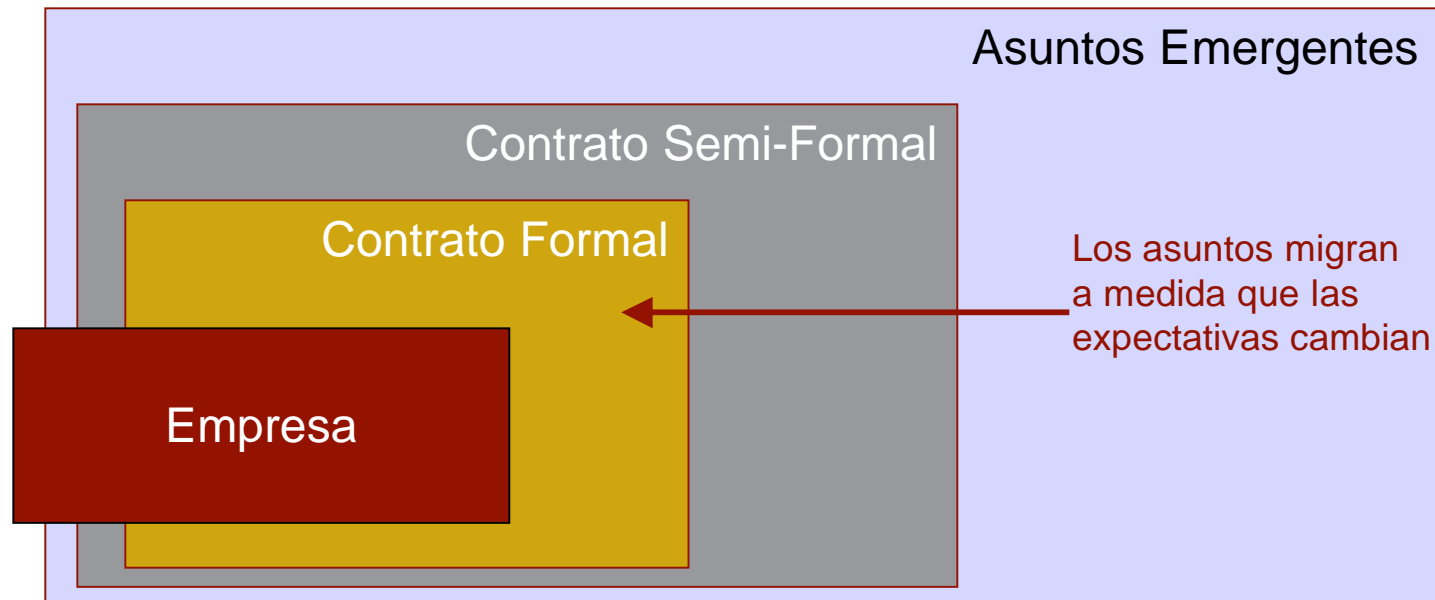 Asuntos Emergentes
Contrato Semi-Formal
Contrato Formal
Los asuntos migran
a medida que las
expectativas cambian
Empresa